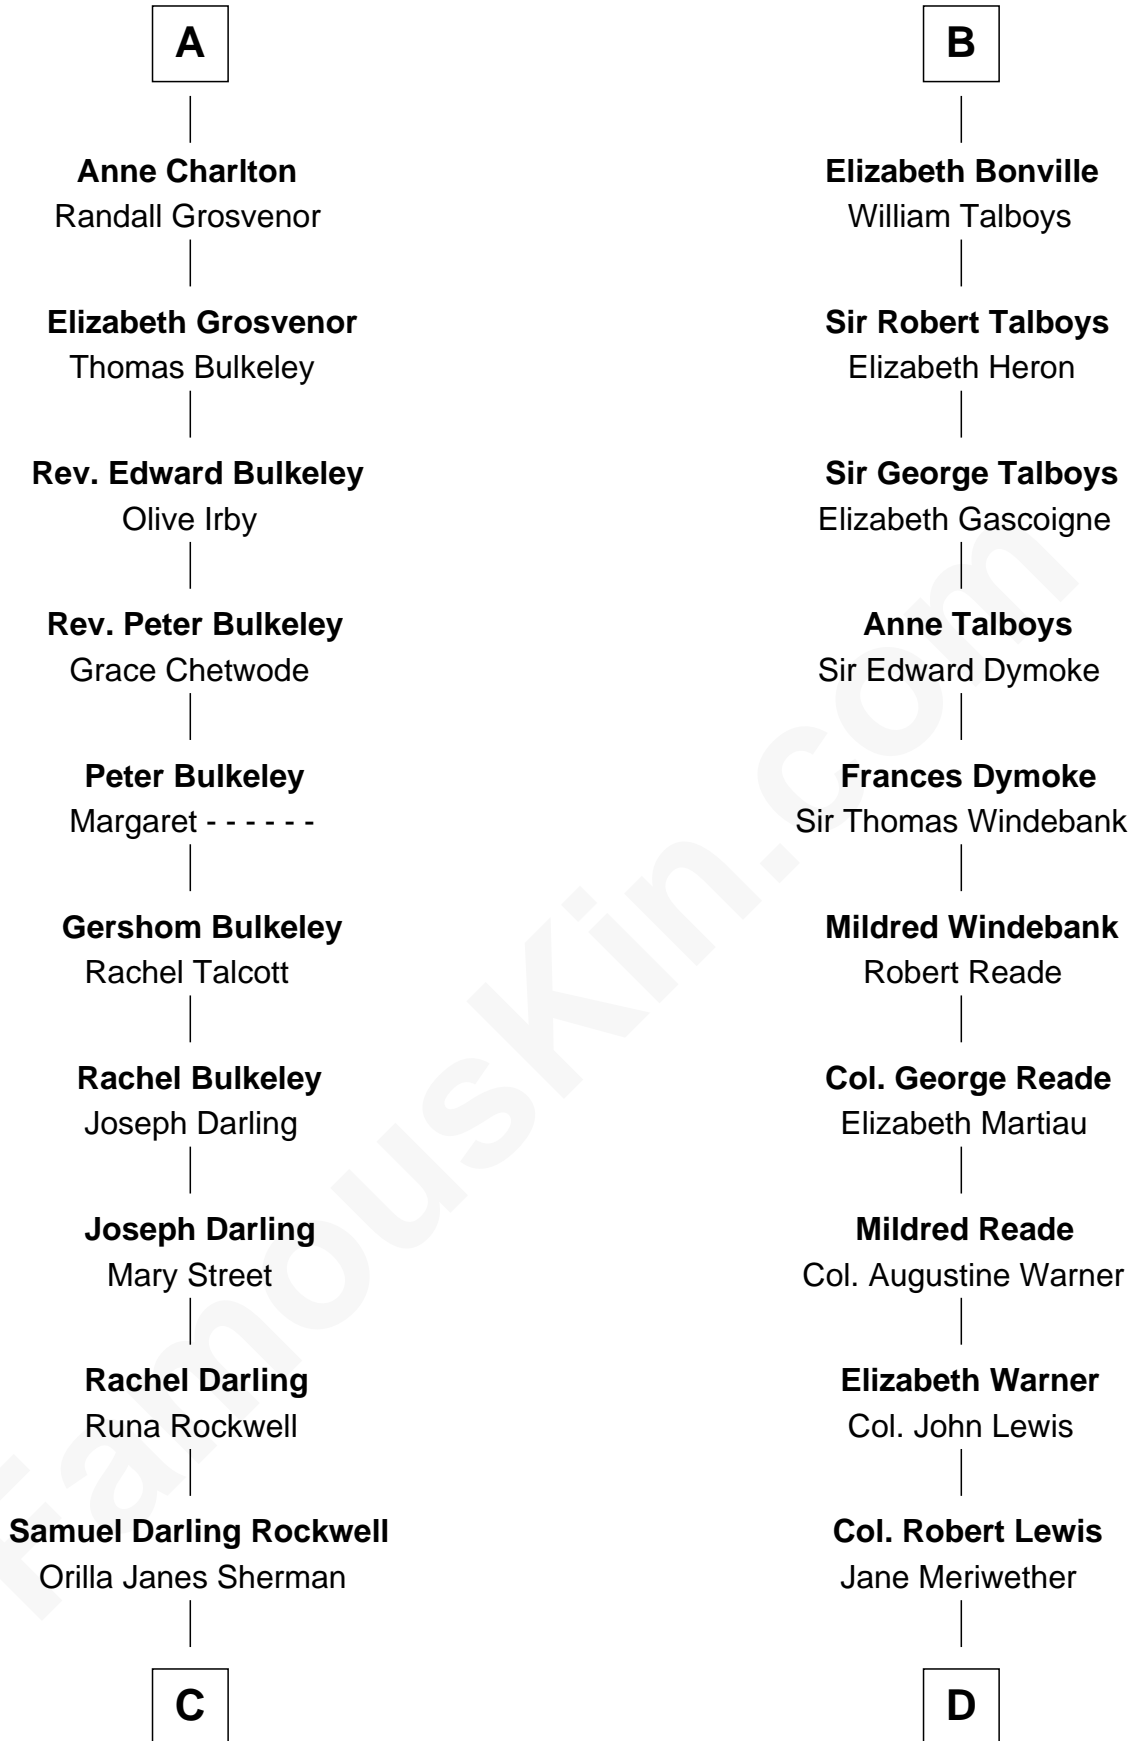 A
Anne Charlton
Randall Grosvenor
Elizabeth Grosvenor
Thomas Bulkeley
Rev. Edward Bulkeley
Olive Irby
Rev. Peter Bulkeley
Grace Chetwode
Peter Bulkeley
Margaret - - - - - -
Gershom Bulkeley
Rachel Talcott
Rachel Bulkeley
Joseph Darling
Joseph Darling
Mary Street
Rachel Darling
Runa Rockwell
Samuel Darling Rockwell
Orilla Janes Sherman
C
B
Elizabeth Bonville
William Talboys
Sir Robert Talboys
Elizabeth Heron
Sir George Talboys
Elizabeth Gascoigne
Anne Talboys
Sir Edward Dymoke
Frances Dymoke
Sir Thomas Windebank
Mildred Windebank
Robert Reade
Col. George Reade
Elizabeth Martiau
Mildred Reade
Col. Augustine Warner
Elizabeth Warner
Col. John Lewis
Col. Robert Lewis
Jane Meriwether
D
FamousKin.com